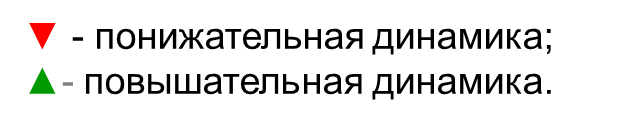 ▼ - понижательная динамика;
▲- повышательная динамика.